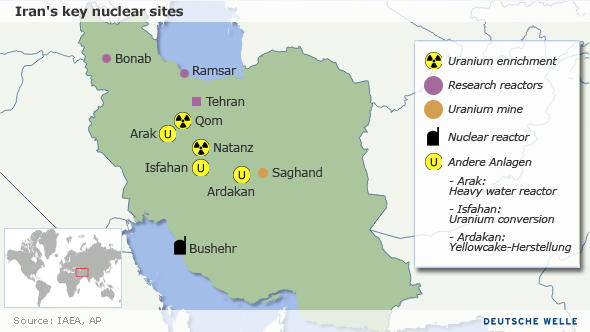 Iran's key nuclear sites
Bonab
Ramsar
Tehran
Qom
Arak
U
Natanz
Isfahan
U
U
Saghand
Ardakan
Bushehr
Uranium enrichment
Research reactors
Uranium mine
Nuclear reactor
U
Andere Anlagen
- Arak:
Heavy water reactor
- Isfahan:
Uranium conversion
- Ardakan:
Yellowcake-Herstellung
Source: IAEA, AP
DEUTSCHE WELLE